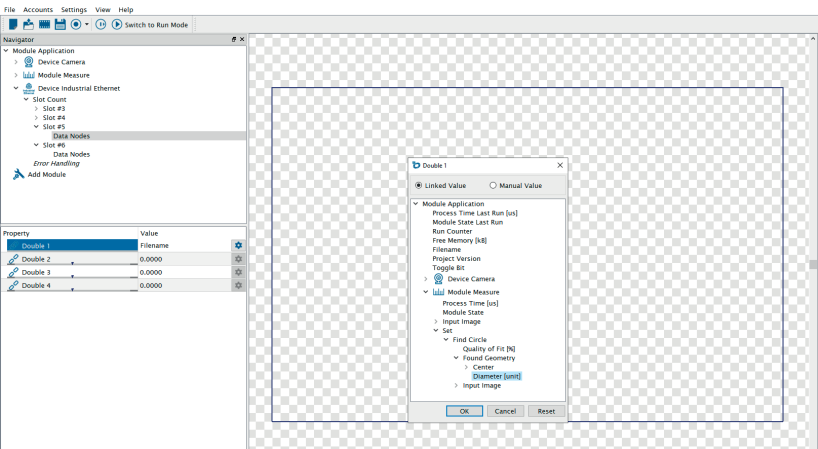 File Accounts Settings View Help
Switch to Run Mode
Navigator
Module Application
Device Camera
Module Measure
Device Industrial Ethernet
Slot Count
Slot #3
Slot #4
Slot #5
Data Nodes
Slot #6
Data Nodes
Error Handling
Add Module
Property Value
Double 1 Filename
Double 2 0.0000
Double 3 0.0000
Double 4 0.0000
Double 1
Linked Value Manual Value
Module Application
Process Time Last Run [us]
Module State Last Run
Run Counter
Free Memory [kB]
Filename
Project Version
Toggle Bit
Device Camera
Module Measure
Process Time [us]
Module State
Input Image
Set
Find Circle
Quality of Fit [%]
Found Geometry
Center
Diameter [unit]
Input Image
OK Cancel Reset